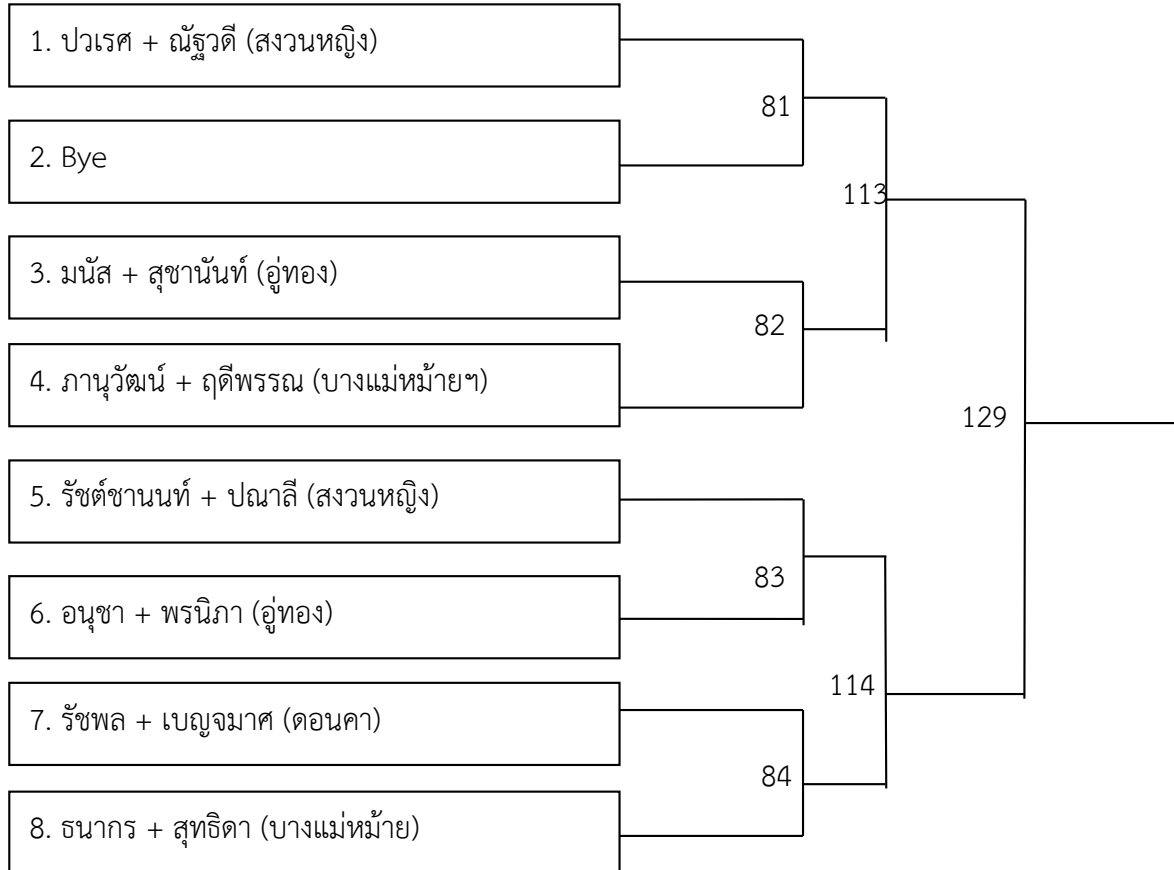 1. ปวเรศ + ณัฐวดี (สงวนหญิง)
81
2. Bye
113
3. มนัส + สุชานันท์ (อู่ทอง)
82
4. ภานุวัฒน์ + ฤดีพรรณ (บางแม่หม้ายฯ)
129
5. รัชต์ชานนท์ + ปณาลี (สงวนหญิง)
83
6. อนุชา + พรนิภา (อู่ทอง)
114
7. รัชพล + เบญจมาศ (ดอนคา)
84
8. ธนากร + สุทธิดา (บางแม่หม้าย)